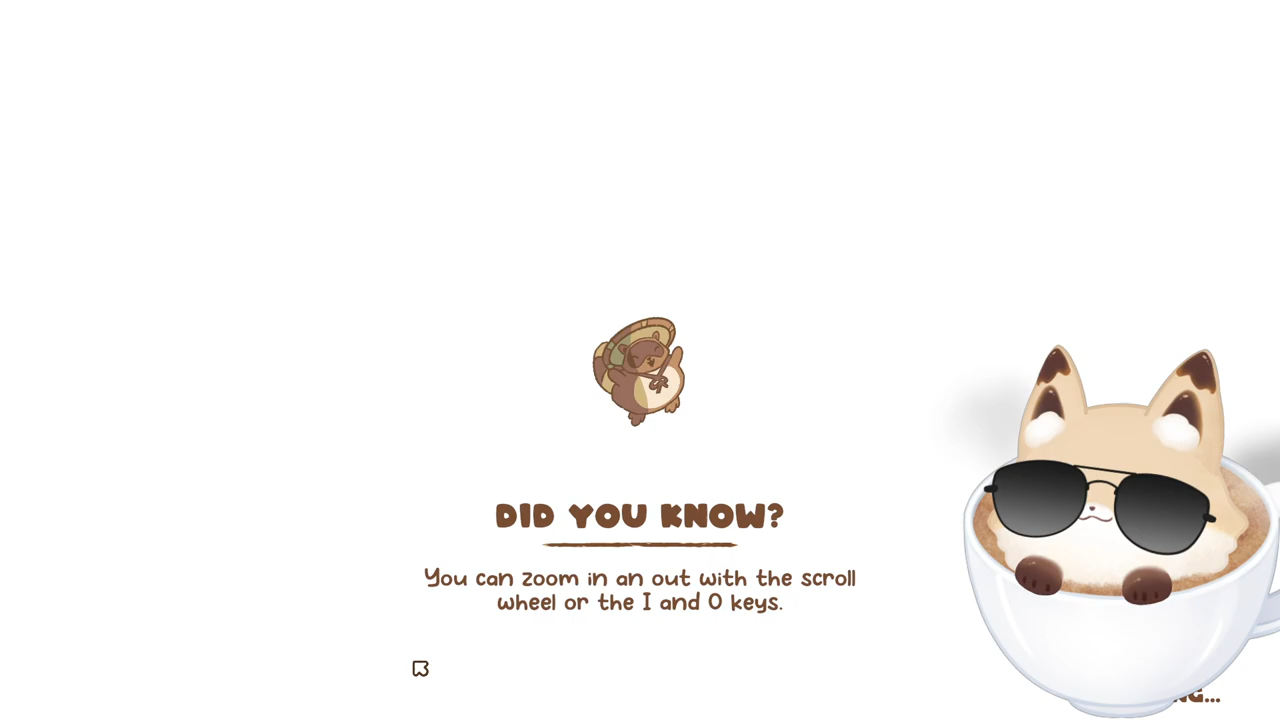 DID YOU KNOW?
You can zoom in an out with the scroll
wheel or the I and O keys.